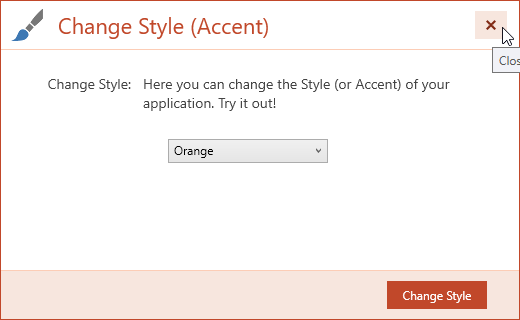 Change Style (Accent)
Clos
Change Style: Here you can change the Style (or Accent) of your
application. Try it out!
Orange
Change Style